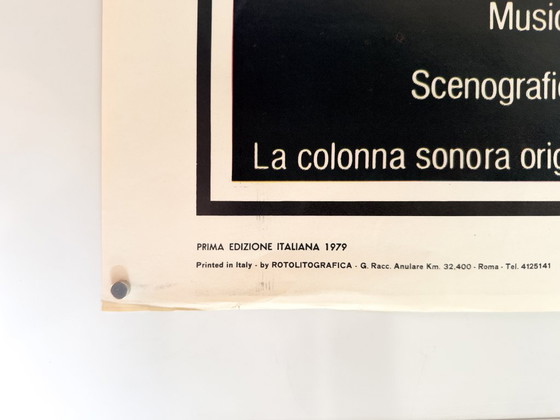 Music
Scenografie
La colonna sonora orig
PRIMA EDIZIONE ITALIANA 1979
Printed in Italy - by ROTOLITOGRAFICA - G. Racc. Anulare Km. 32,400 - Roma - Tel. 4125141